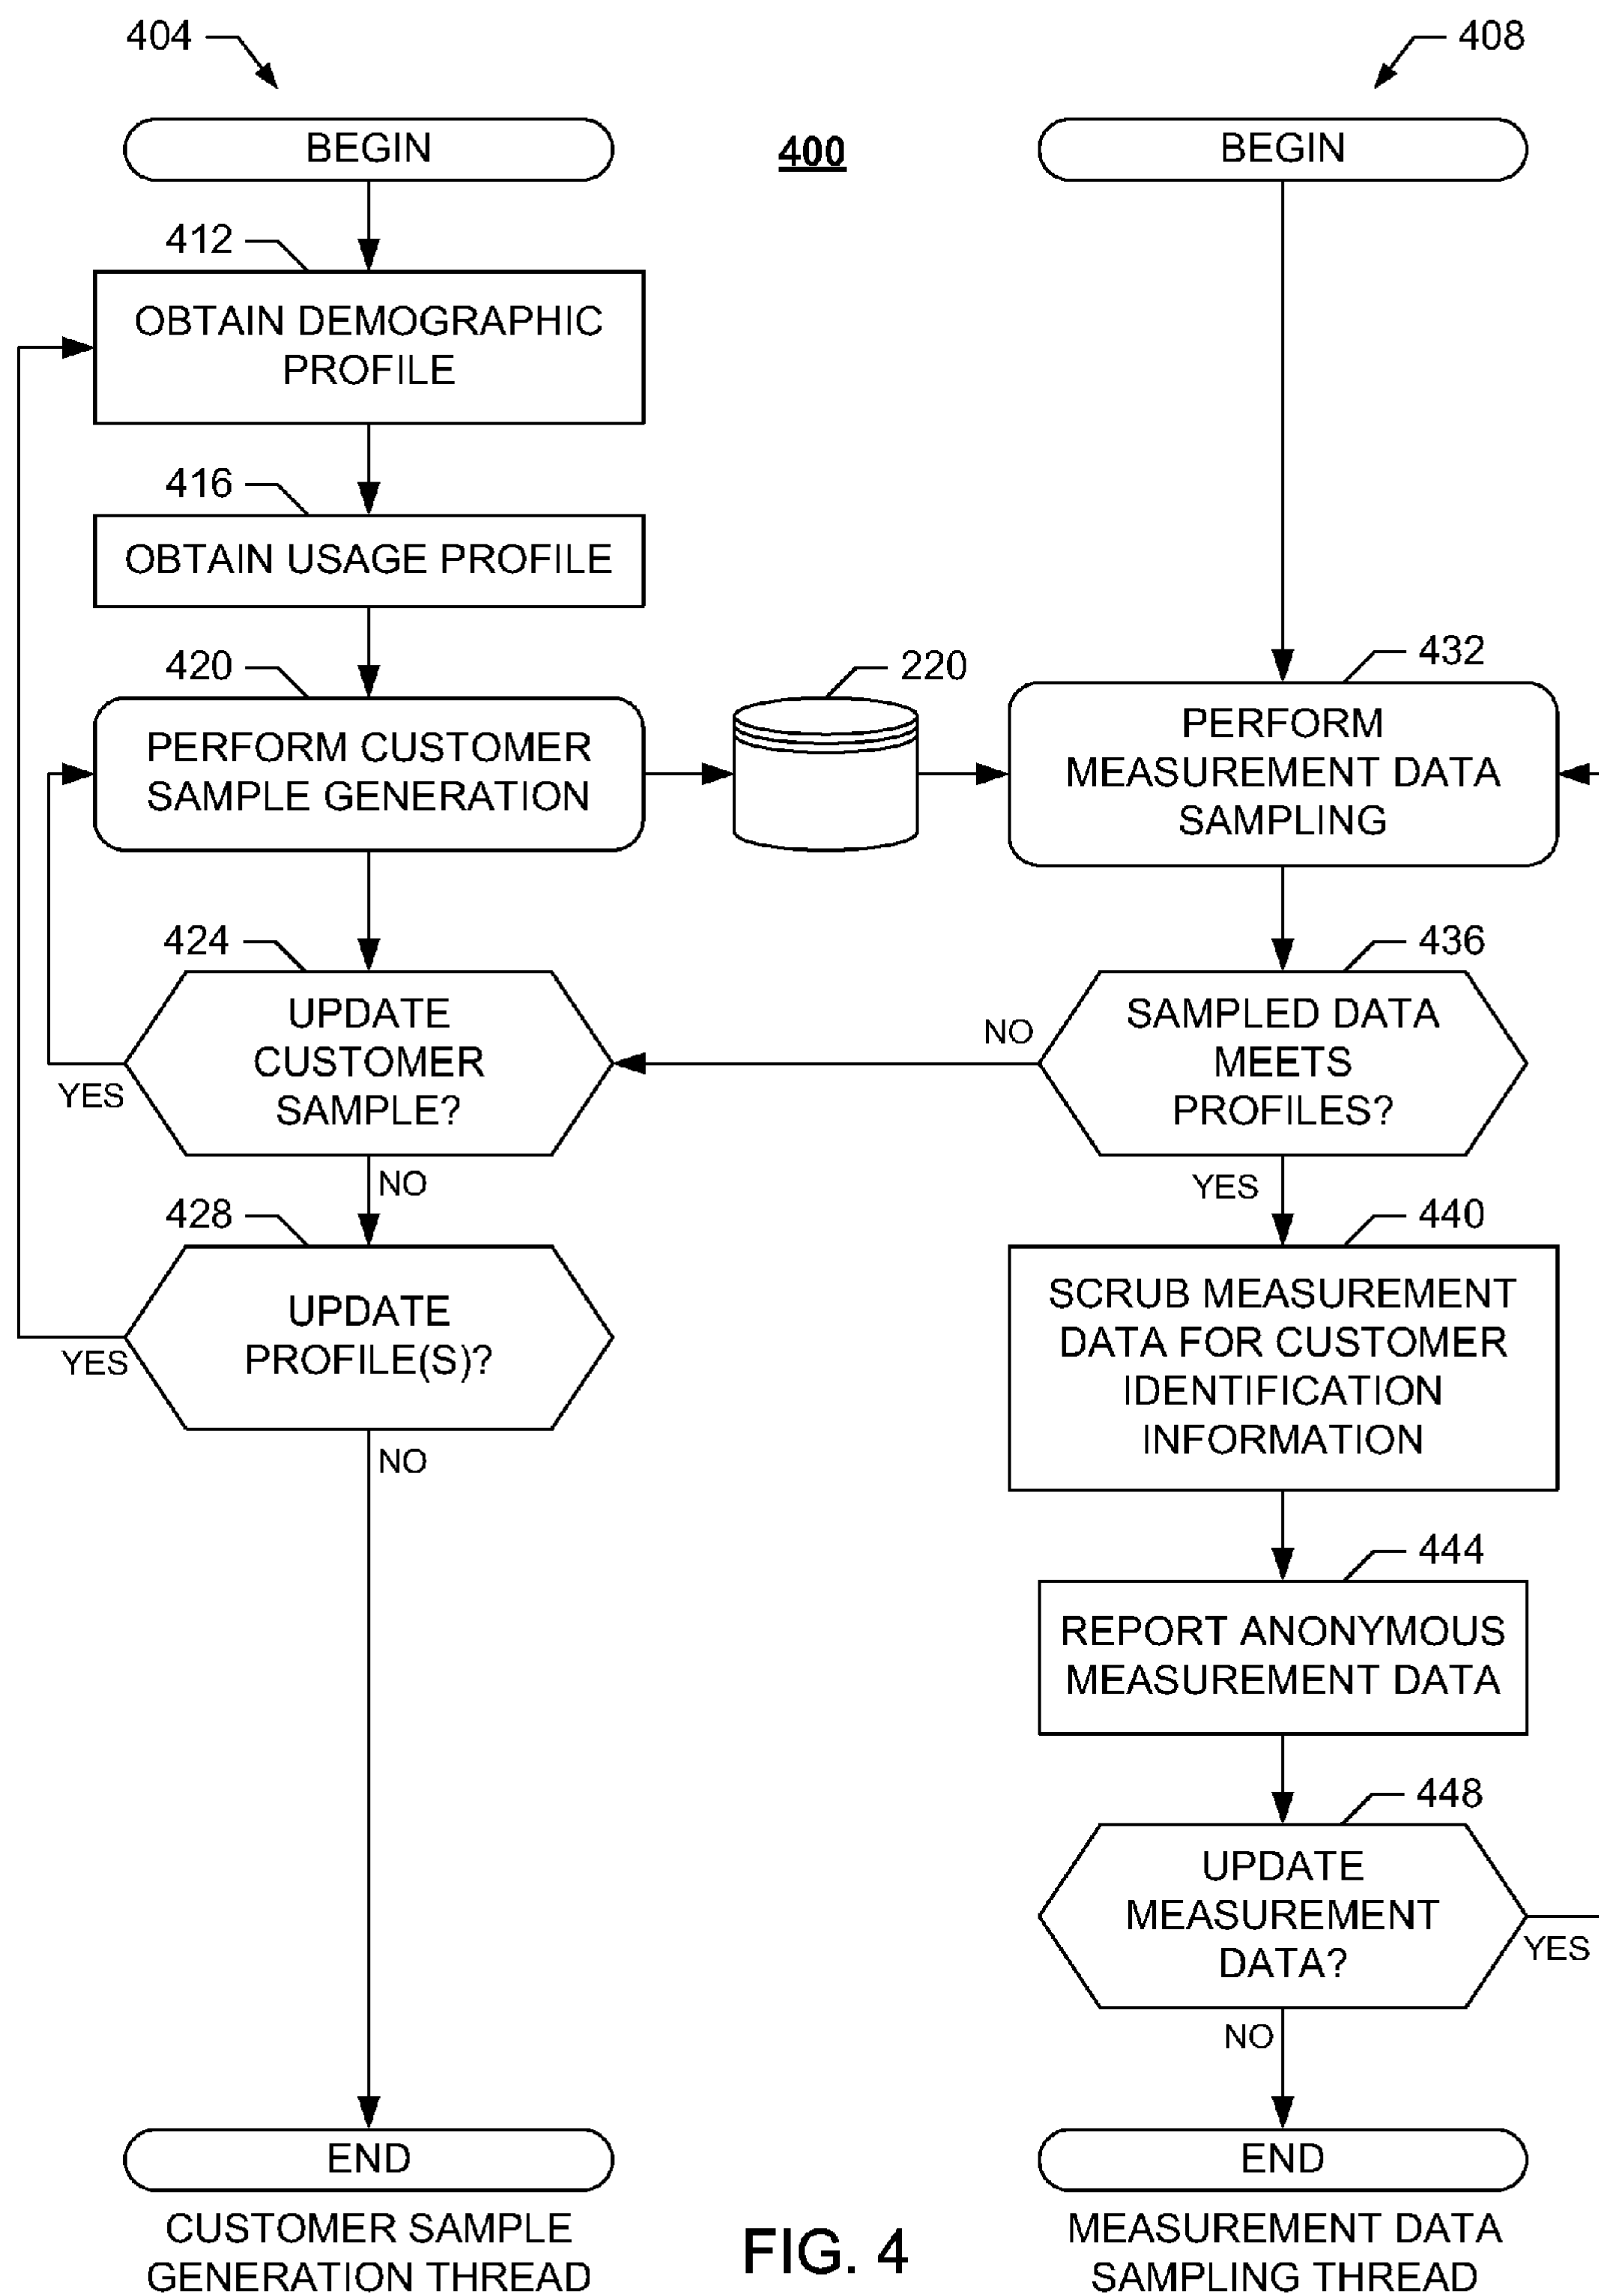 404
408
BEGIN
400
BEGIN
412
OBTAIN DEMOGRAPHIC
PROFILE
416
OBTAIN USAGE PROFILE
420
PERFORM CUSTOMER
SAMPLE GENERATION
220
432
PERFORM
MEASUREMENT DATA
SAMPLING
424
UPDATE
CUSTOMER
SAMPLE?
YES
NO
436
SAMPLED DATA
MEETS
PROFILES?
NO
YES
428
UPDATE
PROFILE(S)?
YES
NO
440
SCRUB MEASUREMENT
DATA FOR CUSTOMER
IDENTIFICATION
INFORMATION
444
REPORT ANONYMOUS
MEASUREMENT DATA
448
UPDATE
MEASUREMENT
DATA?
YES
NO
END
CUSTOMER SAMPLE
GENERATION THREAD
FIG. 4
END
MEASUREMENT DATA
SAMPLING THREAD